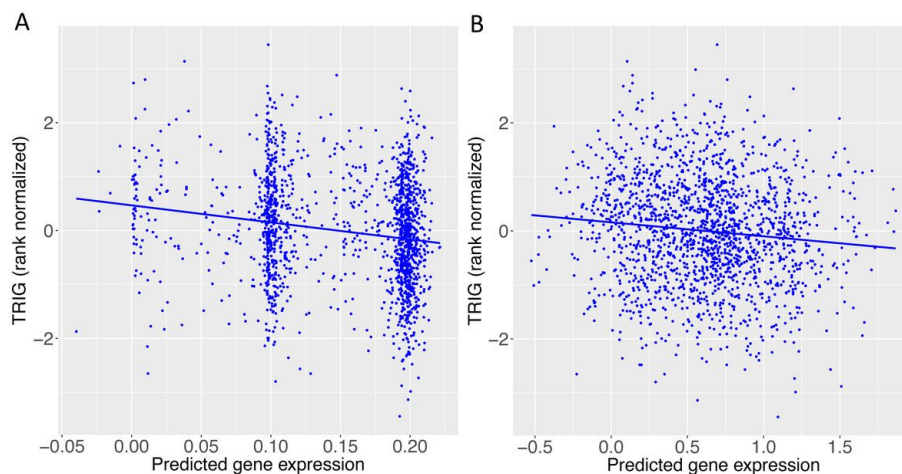 A
TRIG (rank normalized)
2
0
−2
−0.05 0.00 0.05 0.10 0.15 0.20
Predicted gene expression
B
TRIG (rank normalized)
2
0
−2
−0.5 0.0 0.5 1.0 1.5
Predicted gene expression